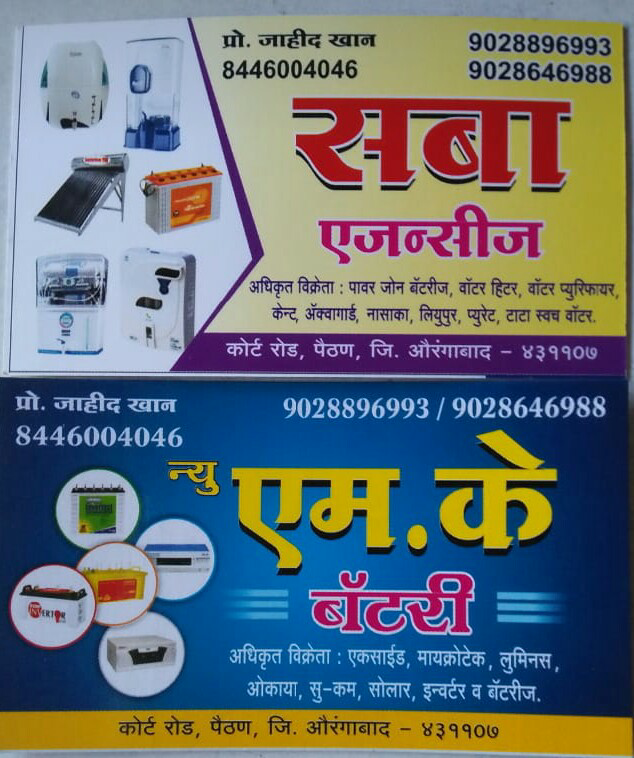 प्रो. जाहीद खान
8446004046
9028896993
9028646988
सबा
एजन्सीज
अधिकृत विक्रेता : पावर जोन बॅटरीज, वॉटर हिटर, वॉटर प्युरिफायर,
केन्ट, ॲक्वागार्ड, नासाका, लियुपुर, प्युरेट, टाटा स्वच वॉटर.
कोर्ट रोड, पैठण, जि. औरंगाबाद – ४३११०७
प्रो. जाहीद खान
8446004046
9028896993 / 9028646988
न्यु
एम.के
बॅटरी
अधिकृत विक्रेता : एकसाईड, मायक्रोटेक, लुमिनस,
ओकाया, सु-कम, सोलार, इन्वर्टर व बॅटरीज.
कोर्ट रोड, पैठण, जि. औरंगाबाद – ४३११०७